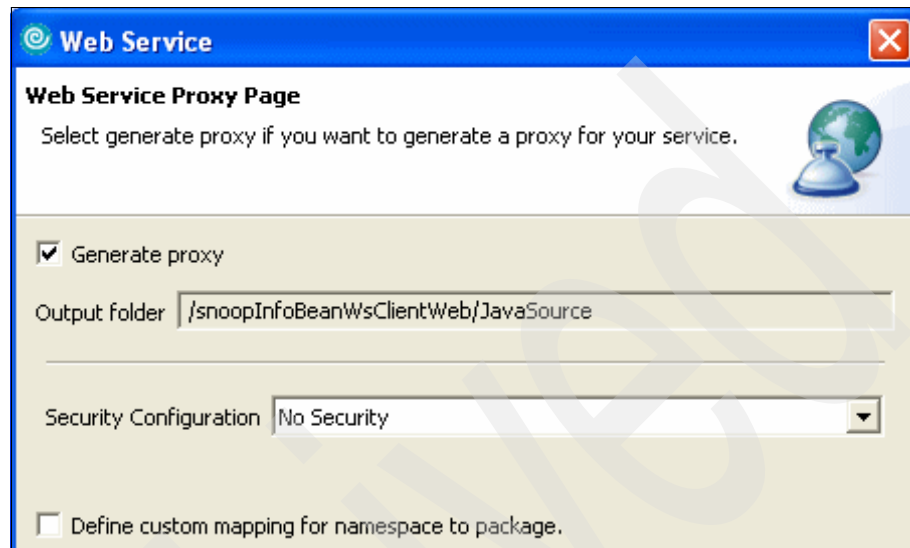 Web Service
Web Service Proxy Page
Select generate proxy if you want to generate a proxy for your service.
Generate proxy
Output folder /snoopInfoBeanWsClientWeb/JavaSource
Security Configuration No Security
Define custom mapping for namespace to package.